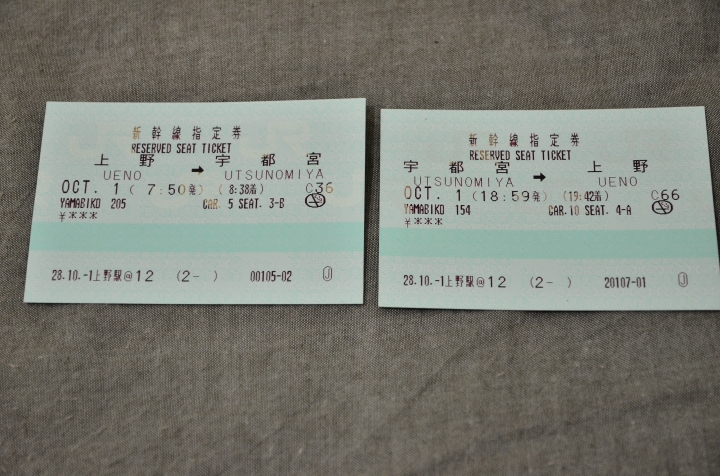 新幹線指定券
RESERVED SEAT TICKET
上野 → 宇都宮
UENO UTSUNOMIYA
OCT. 1 ( 7:50発) ( 8:38着) C36
YAMABIKO 205 CAR. 5 SEAT. 3-B
¥***
28.10.-1上野駅@12 (2- ) 00105-02 Ⓙ
新幹線指定券
RESERVED SEAT TICKET
宇都宮 → 上野
UTSUNOMIYA UENO
OCT. 1 (18:59発) (19:42着) C66
YAMABIKO 154 CAR.10 SEAT. 4-A
¥***
28.10.-1上野駅@12 (2- ) 20107-01 Ⓙ